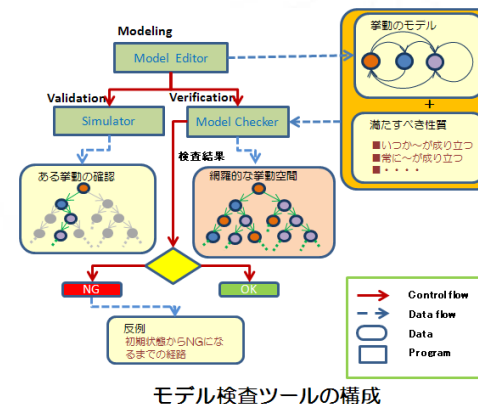 Modeling
Model Editor
挙動のモデル
+
満たすべき性質
■いつか～が成り立つ
■常に～が成り立つ
■・・・・
Validation
Verification
Simulator
Model Checker
検査結果
ある挙動の確認
網羅的な挙動空間
NG
OK
反例
初期状態からNGにな
るまでの経路
Control flow
Data flow
Data
Program
モデル検査ツールの構成